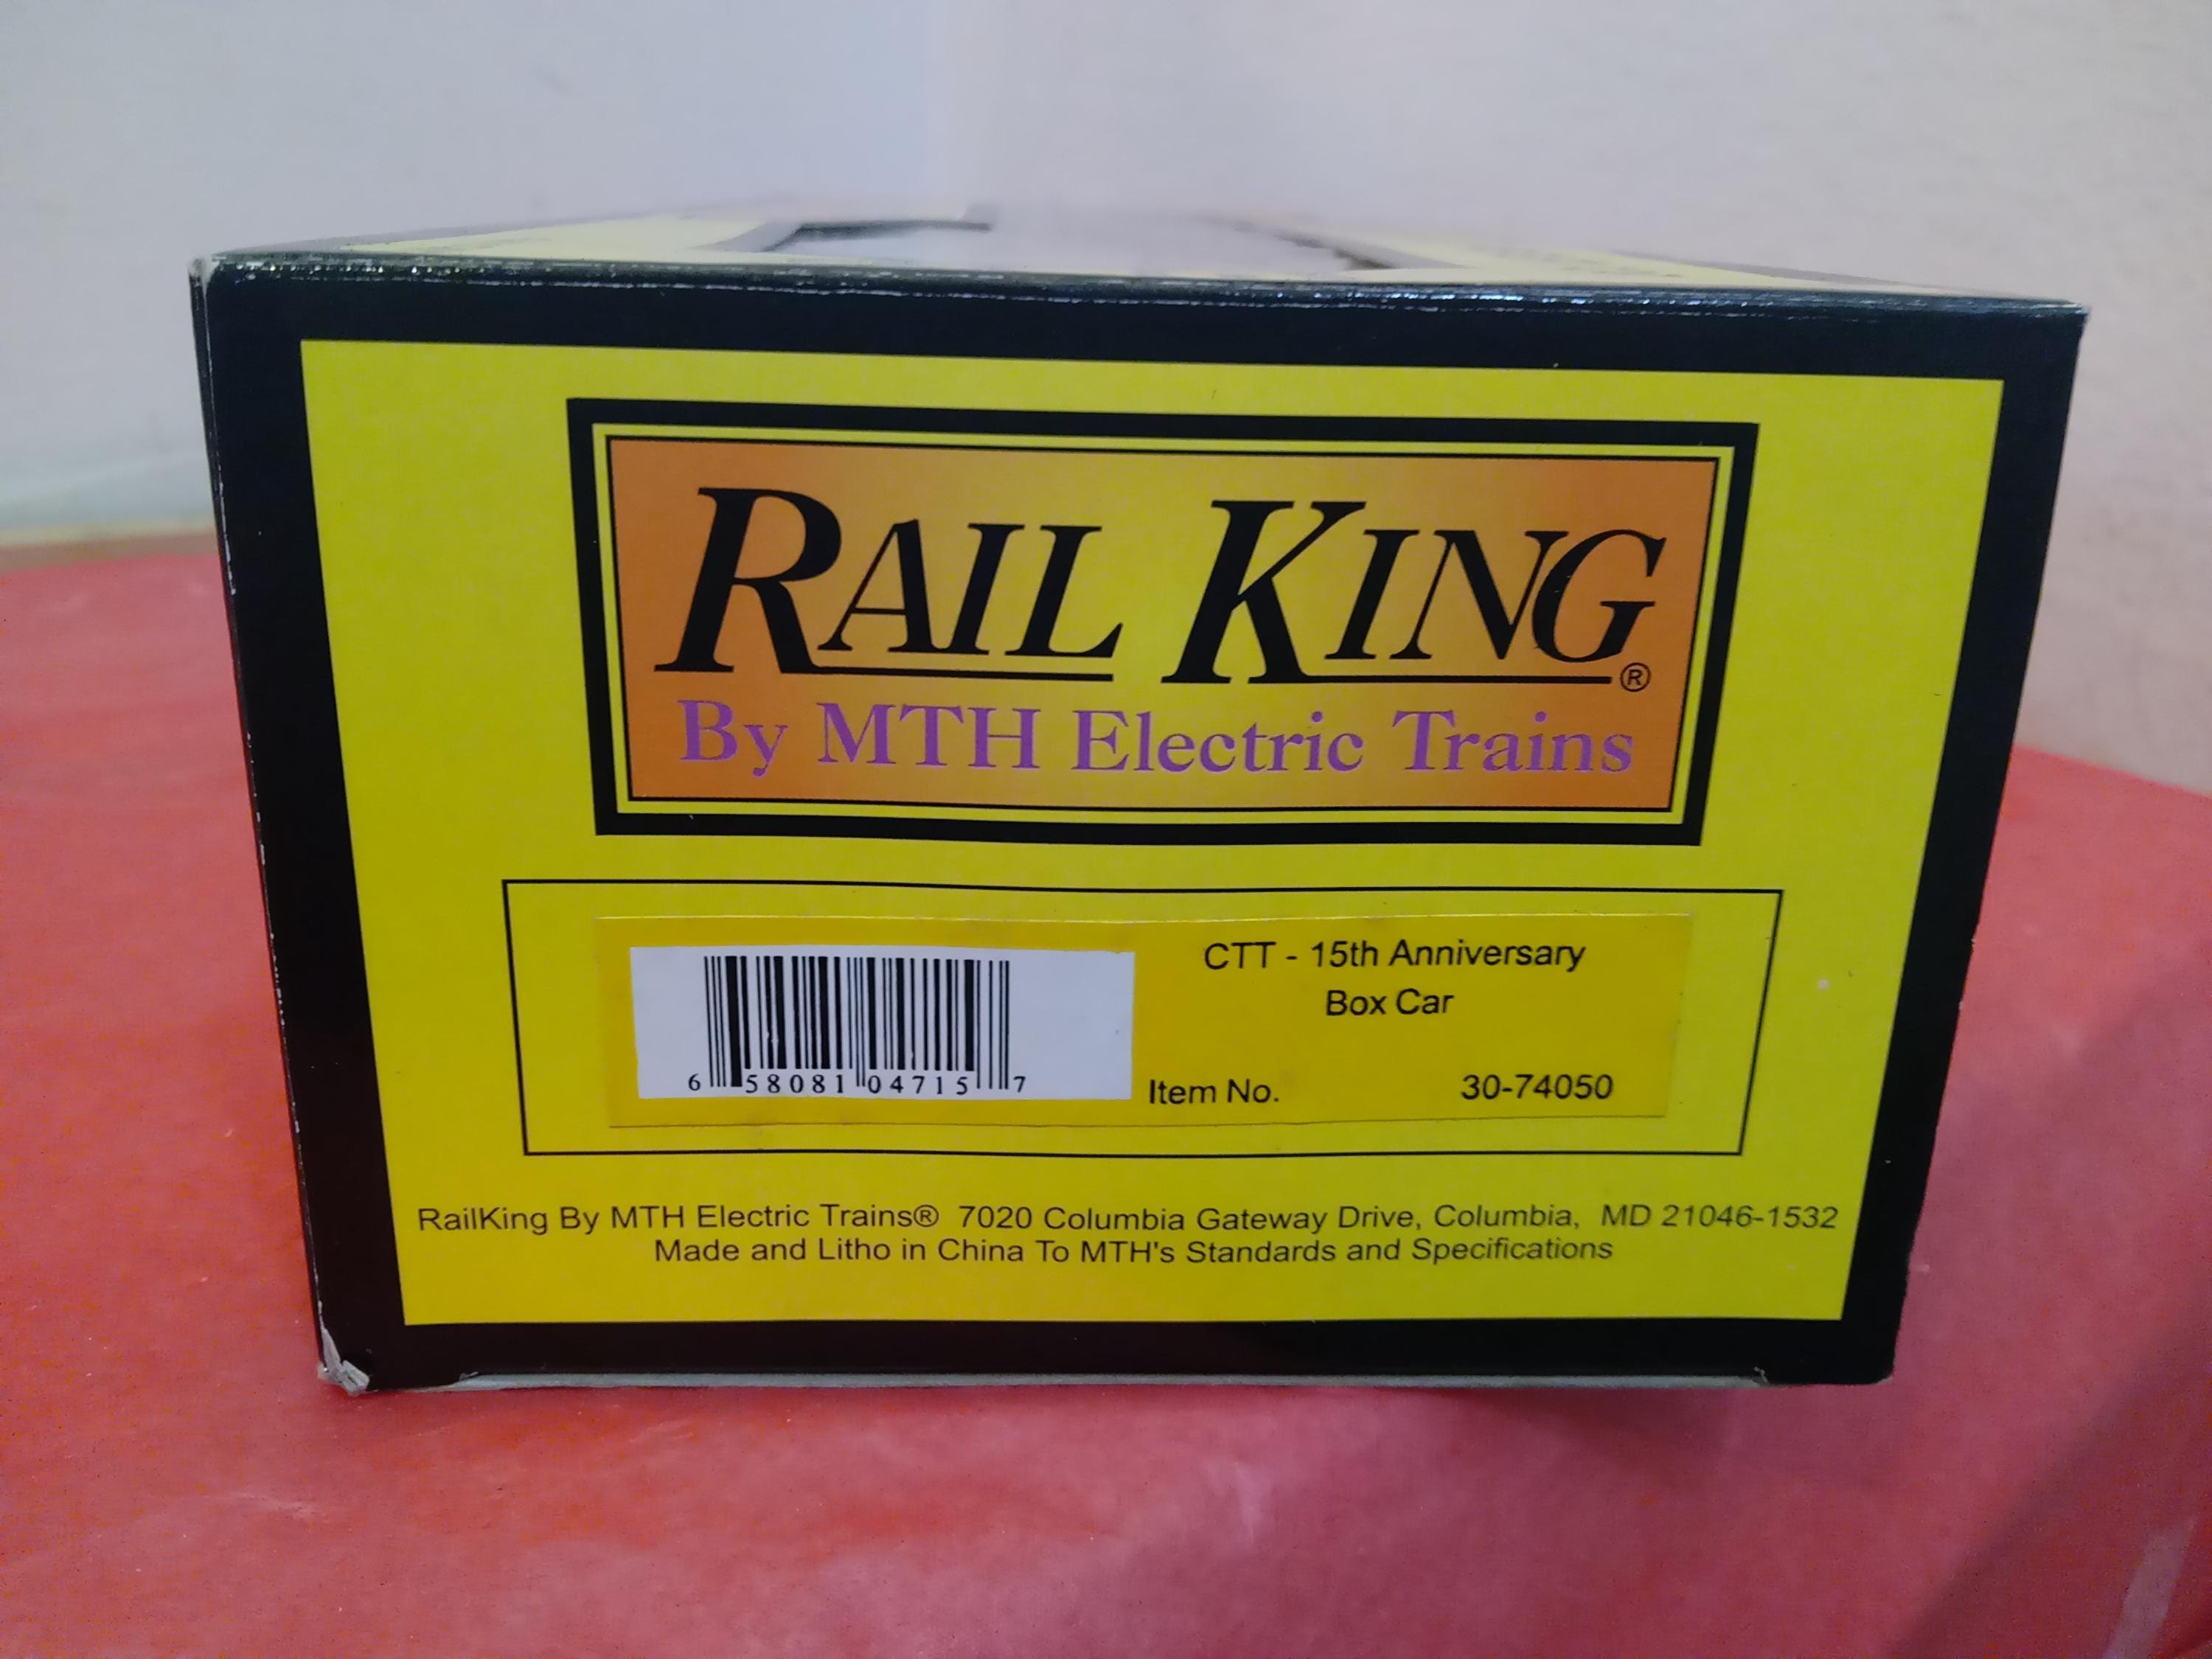 RAIL KING®
By MTH Electric Trains
CTT - 15th Anniversary
Box Car
6 58081 04715 7
Item No. 30-74050
RailKing By MTH Electric Trains® 7020 Columbia Gateway Drive, Columbia, MD 21046-1532
Made and Litho in China To MTH's Standards and Specifications